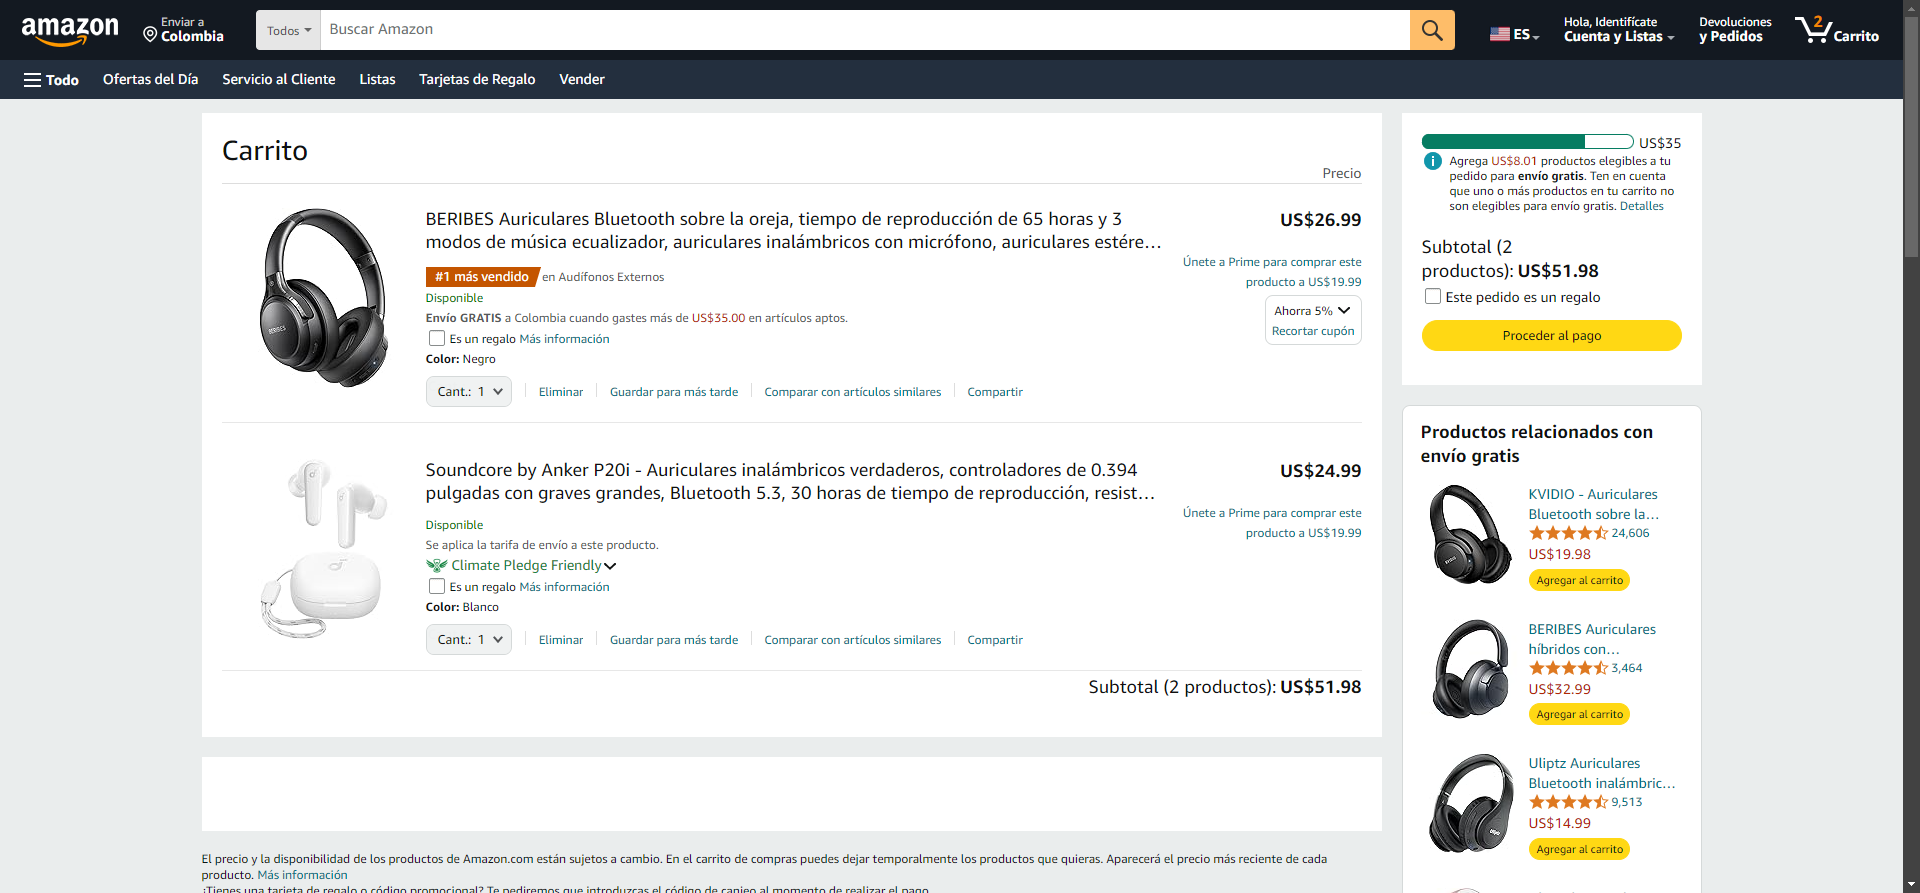 amazon
Enviar a
Colombia
Todos
Buscar Amazon
ES
Hola, Identifícate
Cuenta y Listas
Devoluciones
y Pedidos
2
Carrito
Todo
Ofertas del Día
Servicio al Cliente
Listas
Tarjetas de Regalo
Vender
Carrito
Precio
BERIBES Auriculares Bluetooth sobre la oreja, tiempo de reproducción de 65 horas y 3
modos de música ecualizador, auriculares inalámbricos con micrófono, auriculares estére…
US$26.99
#1 más vendido en Audífonos Externos
Únete a Prime para comprar este
producto a US$19.99
Disponible
Envío GRATIS a Colombia cuando gastes más de US$35.00 en artículos aptos.
Ahorra 5%
Recortar cupón
Es un regalo Más información
Color: Negro
Cant.: 1
Eliminar
Guardar para más tarde
Comparar con artículos similares
Compartir
BERIBES
Soundcore by Anker P20i - Auriculares inalámbricos verdaderos, controladores de 0.394
pulgadas con graves grandes, Bluetooth 5.3, 30 horas de tiempo de reproducción, resist…
US$24.99
Únete a Prime para comprar este
producto a US$19.99
Disponible
Se aplica la tarifa de envío a este producto.
Climate Pledge Friendly
Es un regalo Más información
Color: Blanco
Cant.: 1
Eliminar
Guardar para más tarde
Comparar con artículos similares
Compartir
Subtotal (2 productos): US$51.98
El precio y la disponibilidad de los productos de Amazon.com están sujetos a cambio. En el carrito de compras puedes dejar temporalmente los productos que quieras. Aparecerá el precio más reciente de cada
producto. Más información
¿Tienes una tarjeta de regalo o código promocional? Te pediremos que introduzcas el código de canjeo al momento de realizar el pago.
US$35
Agrega US$8.01 productos elegibles a tu
pedido para envío gratis. Ten en cuenta
que uno o más productos en tu carrito no
son elegibles para envío gratis. Detalles
Subtotal (2
productos): US$51.98
Este pedido es un regalo
Proceder al pago
Productos relacionados con
envío gratis
KVIDIO - Auriculares
Bluetooth sobre la…
24,606
US$19.98
Agregar al carrito
BERIBES Auriculares
híbridos con…
3,464
US$32.99
Agregar al carrito
Uliptz Auriculares
Bluetooth inalámbric…
9,513
US$14.99
Agregar al carrito